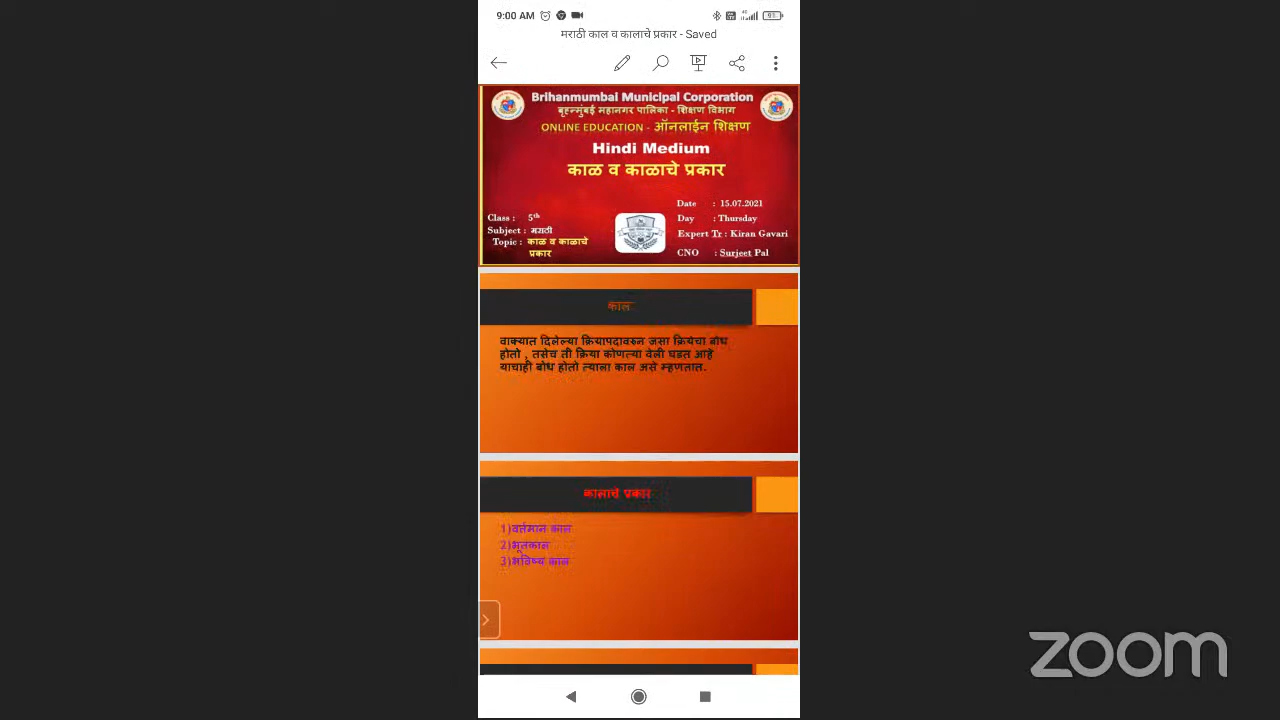 9:00 AM
91
मराठी काल व कालाचे प्रकार - Saved
Brihanmumbai Municipal Corporation
बृहन्मुंबई महानगर पालिका - शिक्षण विभाग
ONLINE EDUCATION - ऑनलाईन शिक्षण
Hindi Medium
काळ व काळाचे प्रकार
Date : 15.07.2021
Class : 5th
Day : Thursday
Subject : मराठी
Expert Tr : Kiran Gavari
Topic : काळ व काळाचे
प्रकार
CNO : Surjeet Pal
काल
वाक्यात दिलेल्या क्रियापदावरुन जसा क्रियेचा बोध
होतो , तसेच ती क्रिया कोणत्या वेली घडत आहे
याचाही बोध होतो त्याला काल असे म्हणतात.
कालाचे प्रकार
1)वर्तमान काल
2)भूतकाल
3)भविष्य काल
zoom